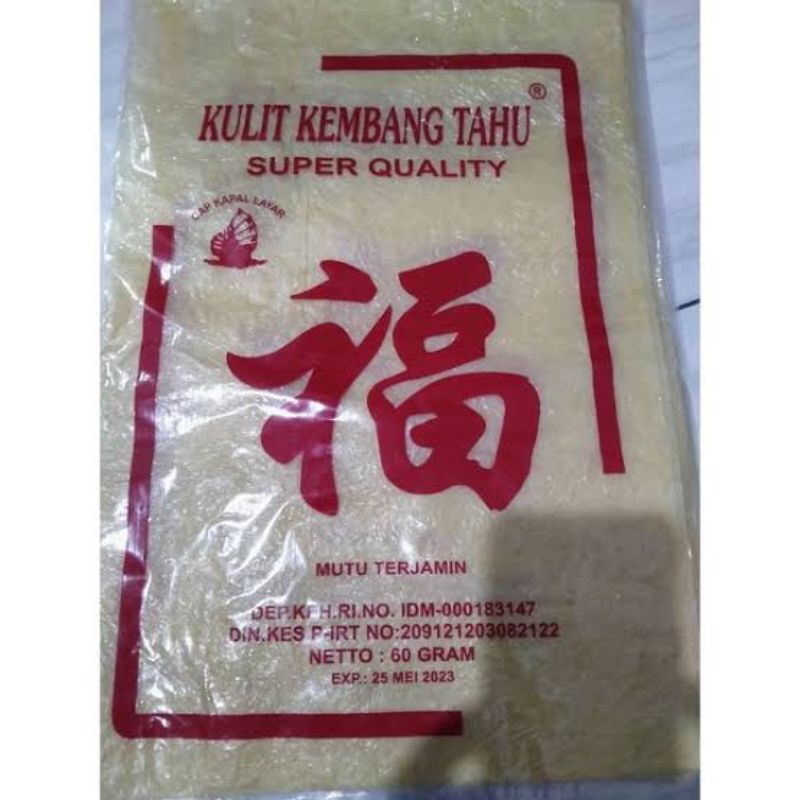 KULIT KEMBANG TAHU ®
SUPER QUALITY
CAP KAPAL LAYAR
福
MUTU TERJAMIN
DEP.KEH.RI.NO. IDM-000183147
DIN.KES P-IRT NO:209121203082122
NETTO : 60 GRAM
EXP.: 25 MEI 2023